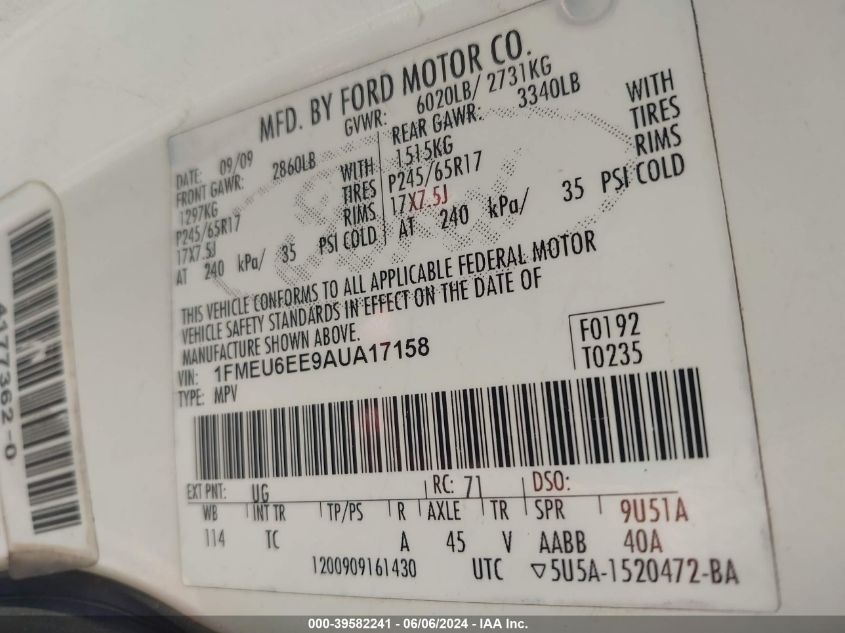 MFD. BY FORD MOTOR CO.
DATE: 09/09 GVWR: 6020LB/ 2731KG
FRONT GAWR: 2860LB REAR GAWR: 3340LB
1297KG WITH 1515KG WITH
P245/65R17 TIRES P245/65R17 TIRES
17X7.5J RIMS 17X7.5J RIMS
AT 240 kPa/ 35 PSI COLD AT 240 kPa/ 35 PSI COLD
THIS VEHICLE CONFORMS TO ALL APPLICABLE FEDERAL MOTOR
VEHICLE SAFETY STANDARDS IN EFFECT ON THE DATE OF
MANUFACTURE SHOWN ABOVE.
VIN: 1FMEU6EE9AUA17158 F0192
TYPE: MPV T0235
EXT PNT: UG RC: 71 DSO:
WB INT TR TP/PS R AXLE TR SPR 9U51A
114 TC A 45 V AABB 40A
1200909161430 UTC ▽5U5A-1520472-BA
A177362-0
000-39582241 - 06/06/2024 - IAA Inc.